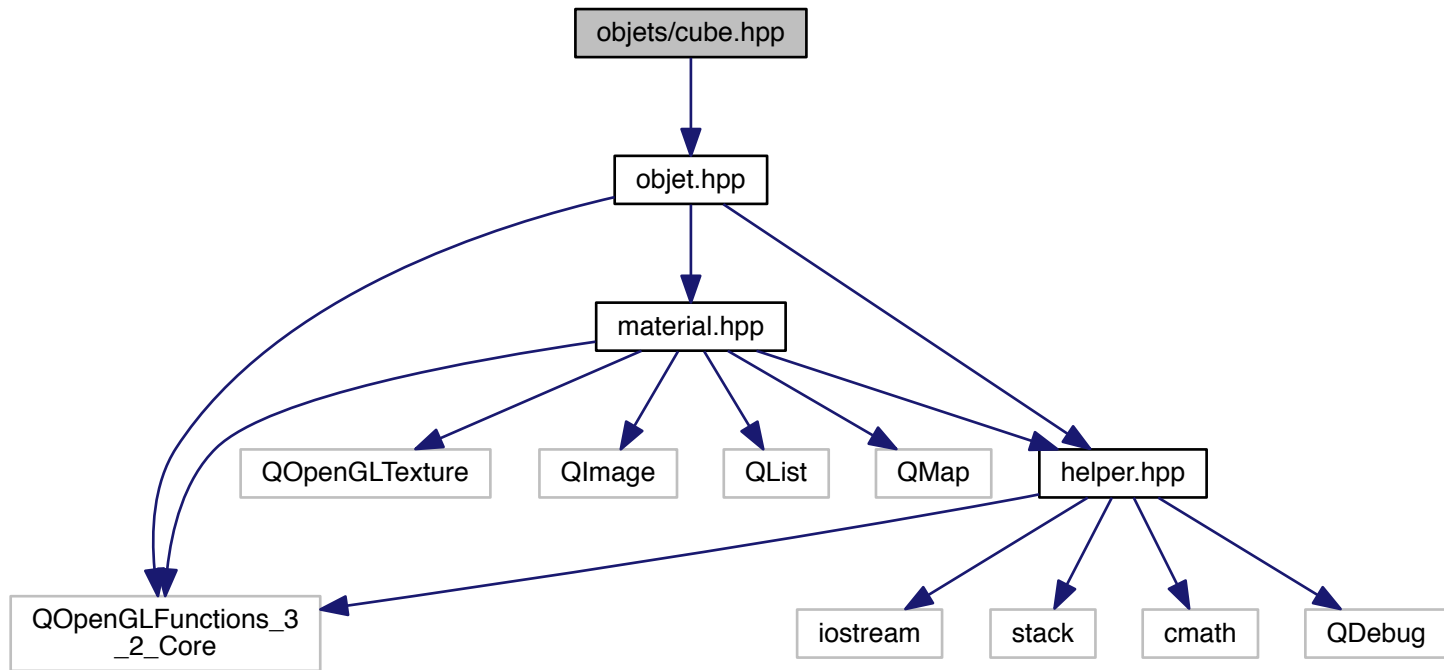 objets/cube.hpp
objet.hpp
material.hpp
QOpenGLTexture
QImage
QList
QMap
helper.hpp
QOpenGLFunctions_3
_2_Core
iostream
stack
cmath
QDebug